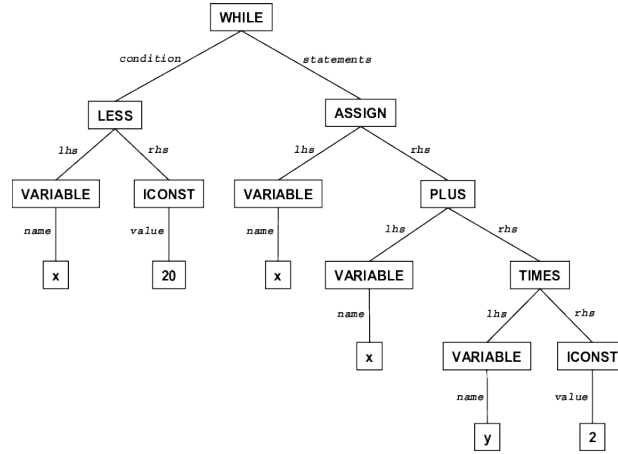 WHILE
condition statements
LESS ASSIGN
lhs rhs lhs rhs
VARIABLE ICONST VARIABLE PLUS
name value name lhs rhs
x 20 x VARIABLE TIMES
name lhs rhs
x VARIABLE ICONST
name value
y 2